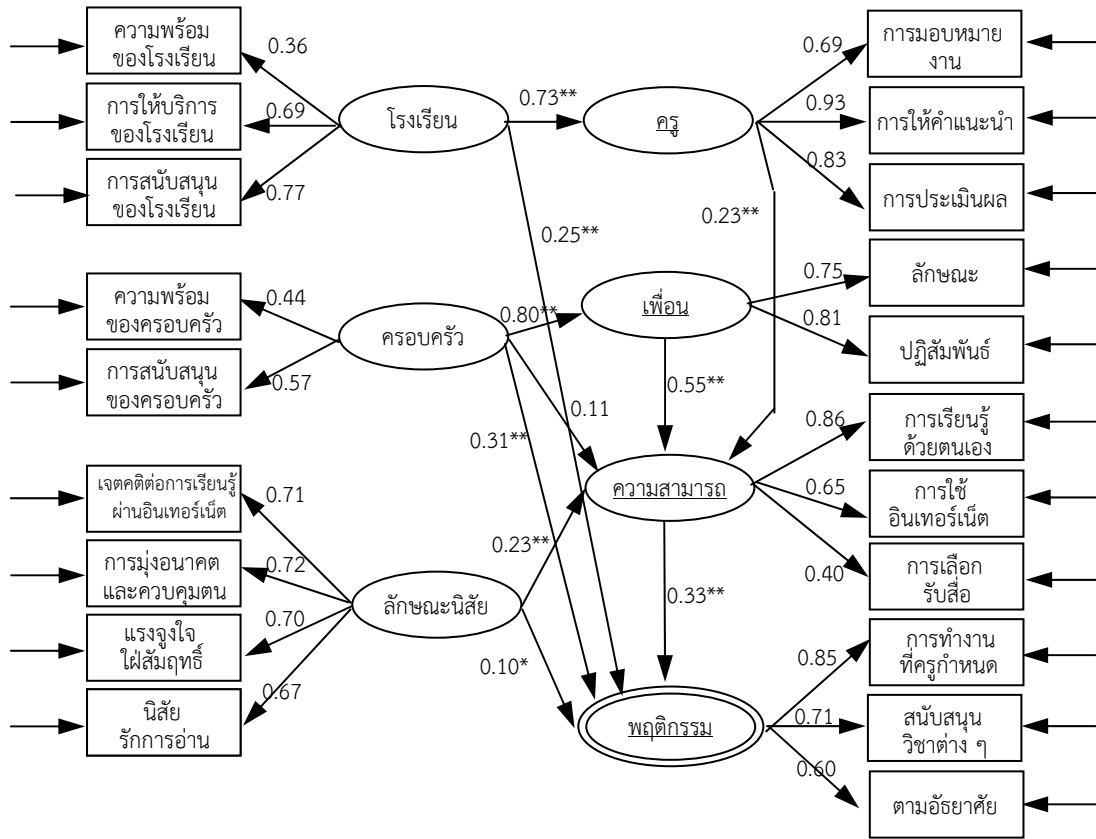 ความพร้อม
ของโรงเรียน
0.36
การให้บริการ
ของโรงเรียน
0.69
การสนับสนุน
ของโรงเรียน
0.77
โรงเรียน
0.73**
ครู
0.69
การมอบหมาย
งาน
0.93
การให้คำแนะนำ
0.83
การประเมินผล
0.25**
0.23**
ความพร้อม
ของครอบครัว
0.44
การสนับสนุน
ของครอบครัว
0.57
ครอบครัว
0.80**
เพื่อน
0.75
ลักษณะ
0.81
ปฏิสัมพันธ์
0.55**
0.11
0.31**
ความสามารถ
0.86
การเรียนรู้
ด้วยตนเอง
0.65
การใช้
อินเทอร์เน็ต
0.40
การเลือก
รับสื่อ
เจตคติต่อการเรียนรู้
ผ่านอินเทอร์เน็ต
0.71
การมุ่งอนาคต
และควบคุมตน
0.72
แรงจูงใจ
ใฝ่สัมฤทธิ์
0.70
นิสัย
รักการอ่าน
0.67
ลักษณะนิสัย
0.23**
0.10*
0.33**
พฤติกรรม
0.85
การทำงาน
ที่ครูกำหนด
0.71
สนับสนุน
วิชาต่าง ๆ
0.60
ตามอัธยาศัย